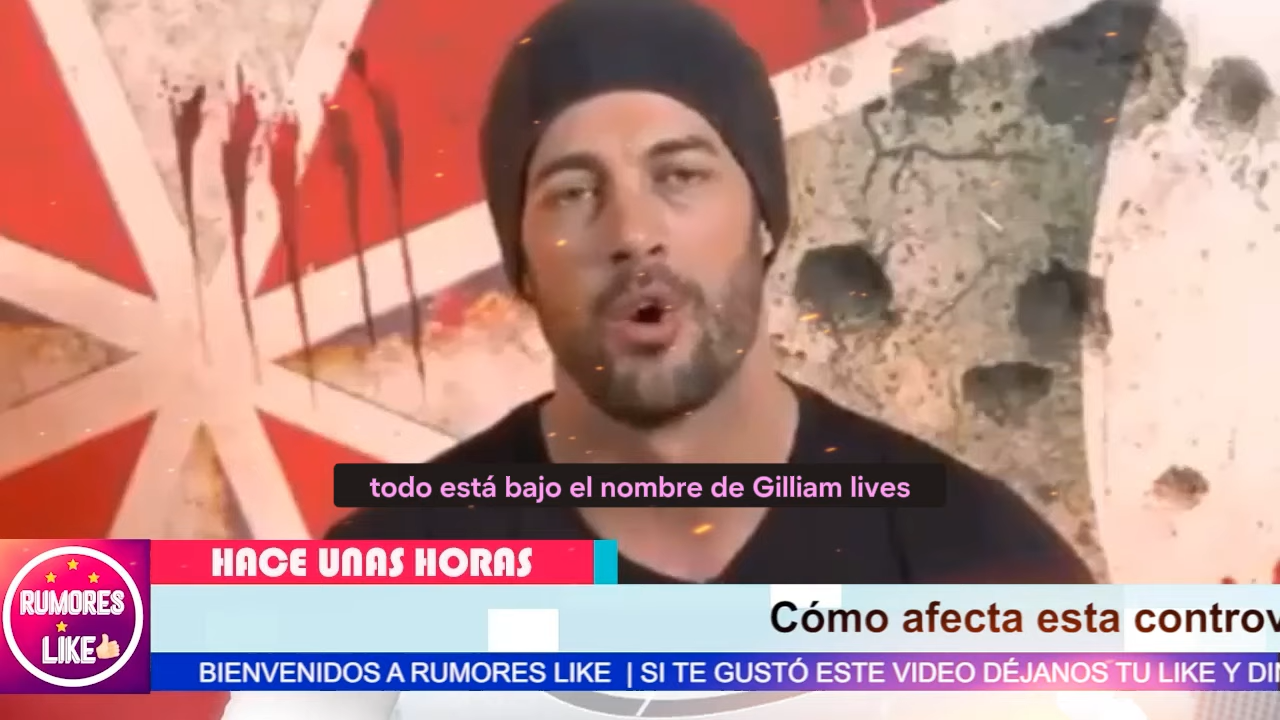 todo está bajo el nombre de Gilliam lives
HACE UNAS HORAS
RUMORES
LIKE
Cómo afecta esta controv
BIENVENIDOS A RUMORES LIKE | SI TE GUSTÓ ESTE VIDEO DÉJANOS TU LIKE Y DI